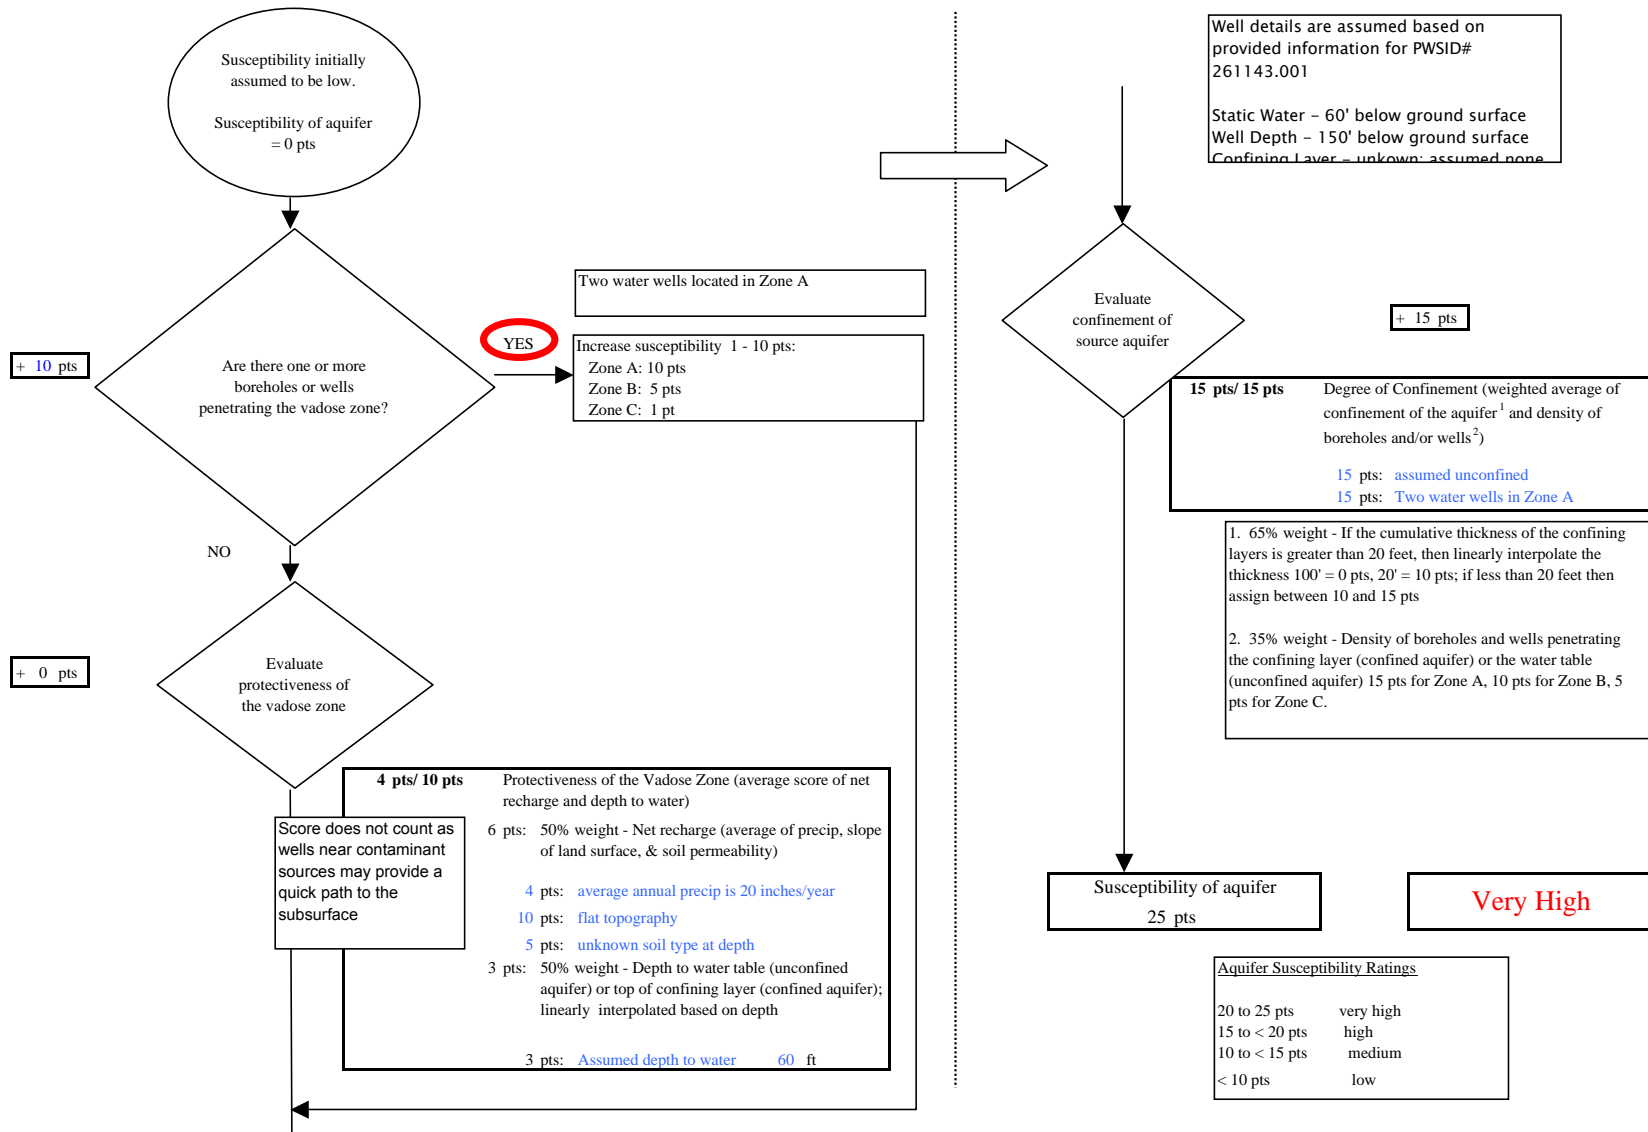 Susceptibility initially
assumed to be low.
Susceptibility of aquifer
= 0 pts
Two water wells located in Zone A
YES
+ 10 pts
Are there one or more
boreholes or wells
penetrating the vadose zone?
Increase susceptibility 1 - 10 pts:
Zone A: 10 pts
Zone B: 5 pts
Zone C: 1 pt
NO
+ 0 pts
Evaluate
protectiveness of
the vadose zone
4 pts/ 10 pts Protectiveness of the Vadose Zone (average score of net
recharge and depth to water)
Score does not count as
wells near contaminant
sources may provide a
quick path to the
subsurface
6 pts: 50% weight - Net recharge (average of precip, slope
of land surface, & soil permeability)
4 pts: average annual precip is 20 inches/year
10 pts: flat topography
5 pts: unknown soil type at depth
3 pts: 50% weight - Depth to water table (unconfined
aquifer) or top of confining layer (confined aquifer);
linearly interpolated based on depth
3 pts: Assumed depth to water 60 ft
Well details are assumed based on
provided information for PWSID#
261143.001
Static Water – 60' below ground surface
Well Depth – 150' below ground surface
Confining Layer – unkown; assumed none
Evaluate
confinement of
source aquifer
+ 15 pts
15 pts/ 15 pts Degree of Confinement (weighted average of
confinement of the aquifer¹ and density of
boreholes and/or wells²)
15 pts: assumed unconfined
15 pts: Two water wells in Zone A
1. 65% weight - If the cumulative thickness of the confining
layers is greater than 20 feet, then linearly interpolate the
thickness 100' = 0 pts, 20' = 10 pts; if less than 20 feet then
assign between 10 and 15 pts
2. 35% weight - Density of boreholes and wells penetrating
the confining layer (confined aquifer) or the water table
(unconfined aquifer) 15 pts for Zone A, 10 pts for Zone B, 5
pts for Zone C.
Susceptibility of aquifer
25 pts
Very High
Aquifer Susceptibility Ratings
20 to 25 pts very high
15 to < 20 pts high
10 to < 15 pts medium
< 10 pts low